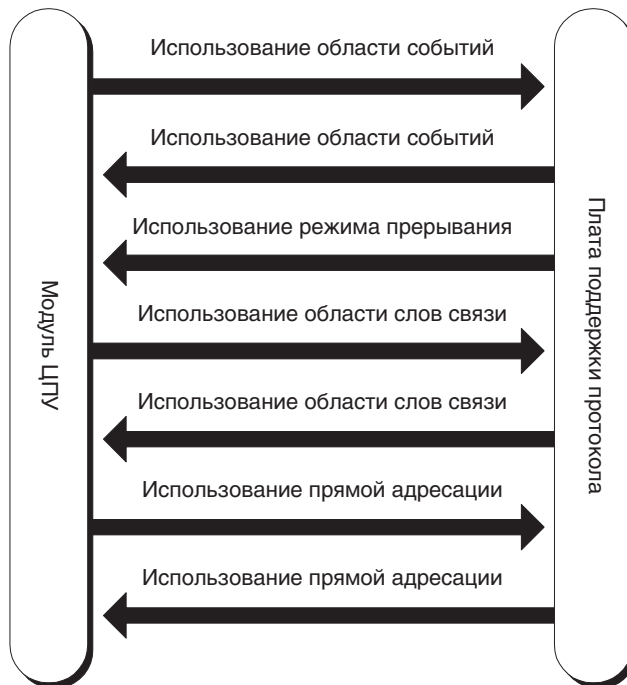 Использование области событий
Использование области событий
Использование режима прерывания
Использование области слов связи
Использование области слов связи
Использование прямой адресации
Использование прямой адресации
Модуль ЦПУ
Плата поддержки протокола